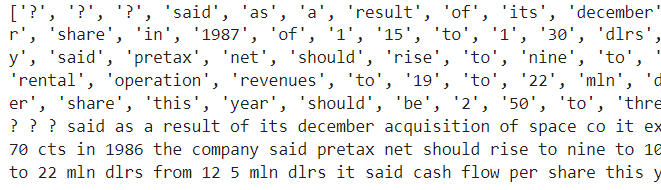 ['?', '?', '?', 'said', 'as', 'a', 'result', 'of', 'its', 'december'
r', 'share', 'in', '1987', 'of', '1', '15', 'to', '1', '30', 'dlrs',
y', 'said', 'pretax', 'net', 'should', 'rise', 'to', 'nine', 'to',
'rental', 'operation', 'revenues', 'to', '19', 'to', '22', 'mln', 'd
er', 'share', 'this', 'year', 'should', 'be', '2', '50', 'to', 'thre
? ? ? said as a result of its december acquisition of space co it ex
70 cts in 1986 the company said pretax net should rise to nine to 10
to 22 mln dlrs from 12 5 mln dlrs it said cash flow per share this y